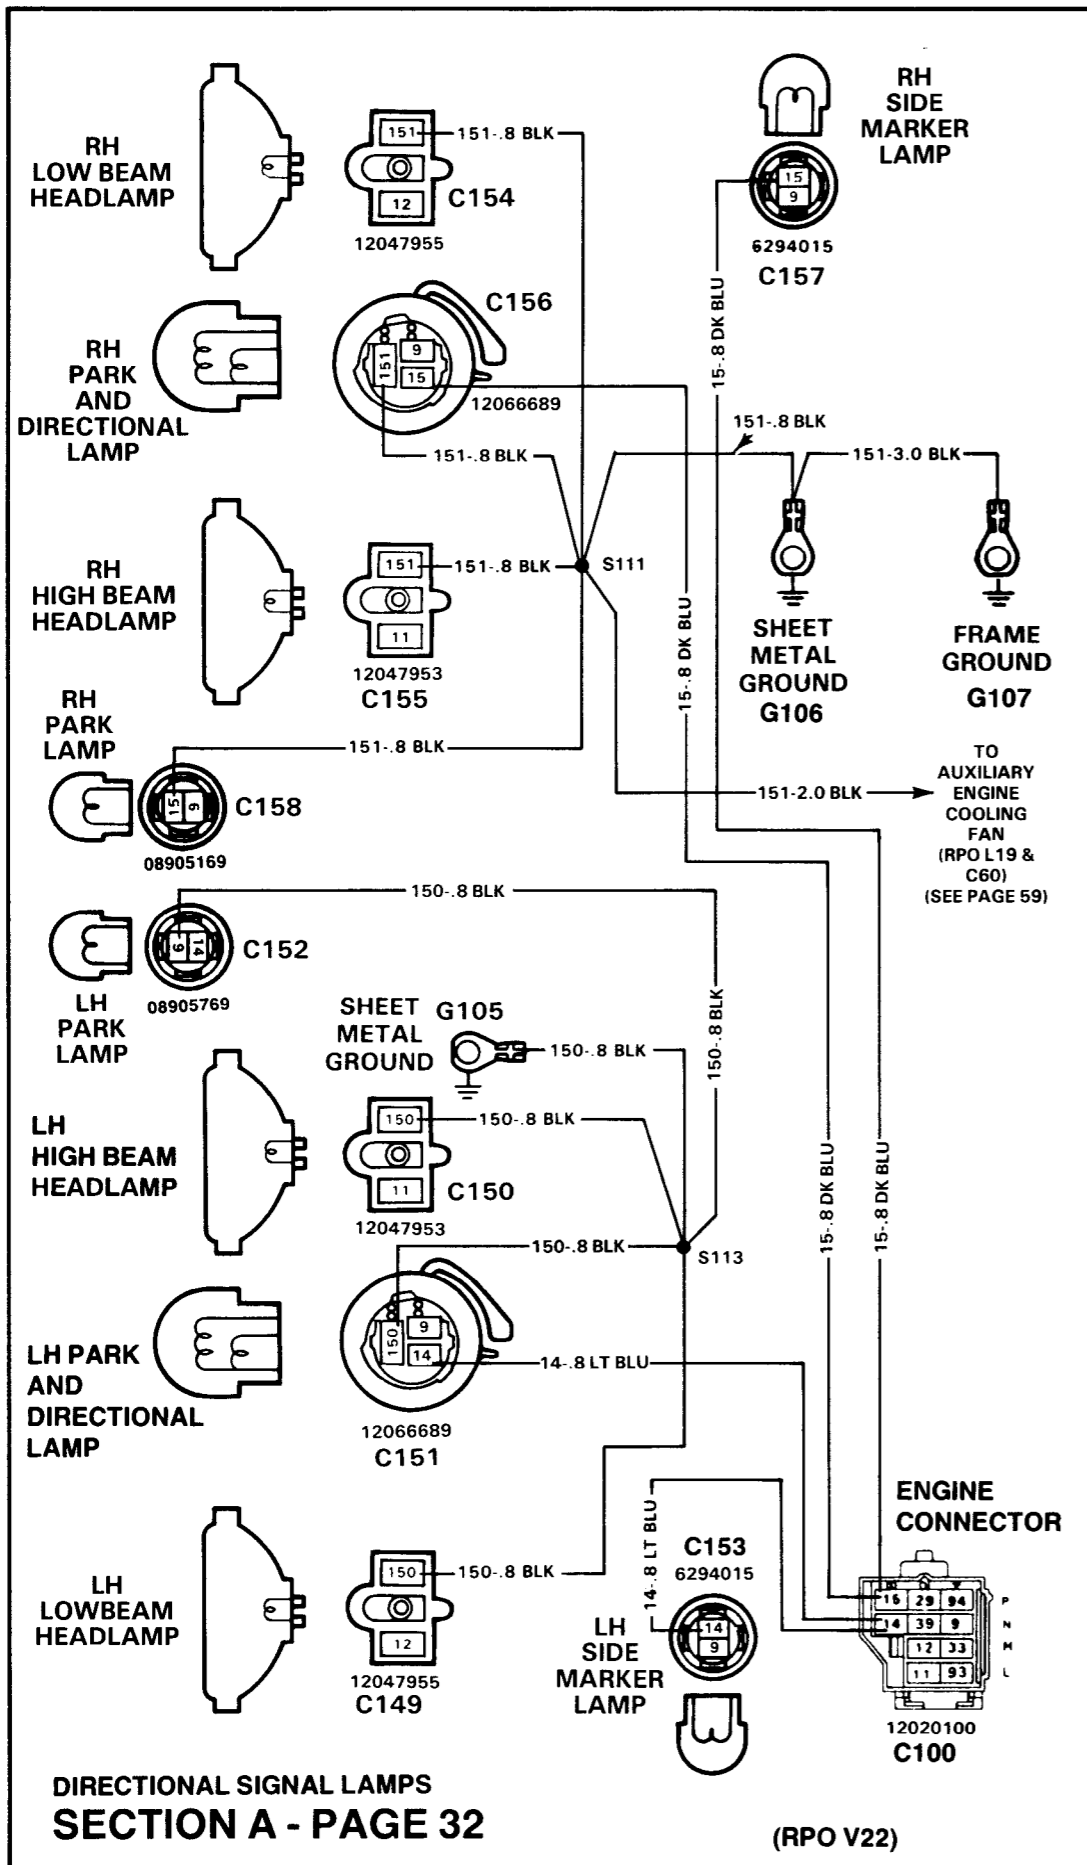 RH
LOW BEAM
HEADLAMP
151
12
151-.8 BLK
C154
12047955
RH
SIDE
MARKER
LAMP
15
9
6294015
C157
15-.8 DK BLU
RH
PARK
AND
DIRECTIONAL
LAMP
C156
151
9
15
12066689
151-.8 BLK
151-.8 BLK
151-3.0 BLK
RH
HIGH BEAM
HEADLAMP
151
11
151-.8 BLK
S111
12047953
C155
15-.8 DK BLU
SHEET
METAL
GROUND
G106
FRAME
GROUND
G107
RH
PARK
LAMP
151-.8 BLK
15
9
C158
08905169
151-2.0 BLK
TO
AUXILIARY
ENGINE
COOLING
FAN
(RPO L19 &
C60)
(SEE PAGE 59)
150-.8 BLK
9
14
C152
08905769
LH
PARK
LAMP
150-.8 BLK
SHEET
METAL
GROUND
G105
150-.8 BLK
LH
HIGH BEAM
HEADLAMP
150
11
150-.8 BLK
C150
12047953
15-.8 DK BLU
15-.8 DK BLU
150-.8 BLK
S113
LH PARK
AND
DIRECTIONAL
LAMP
150
9
14
14-.8 LT BLU
12066689
C151
LH
LOWBEAM
HEADLAMP
150
12
150-.8 BLK
12047955
C149
14-.8 LT BLU
C153
6294015
14
9
LH
SIDE
MARKER
LAMP
ENGINE
CONNECTOR
15 29 94 P
14 39 9 N
12 33 M
11 93 L
12020100
C100
DIRECTIONAL SIGNAL LAMPS
SECTION A - PAGE 32
(RPO V22)